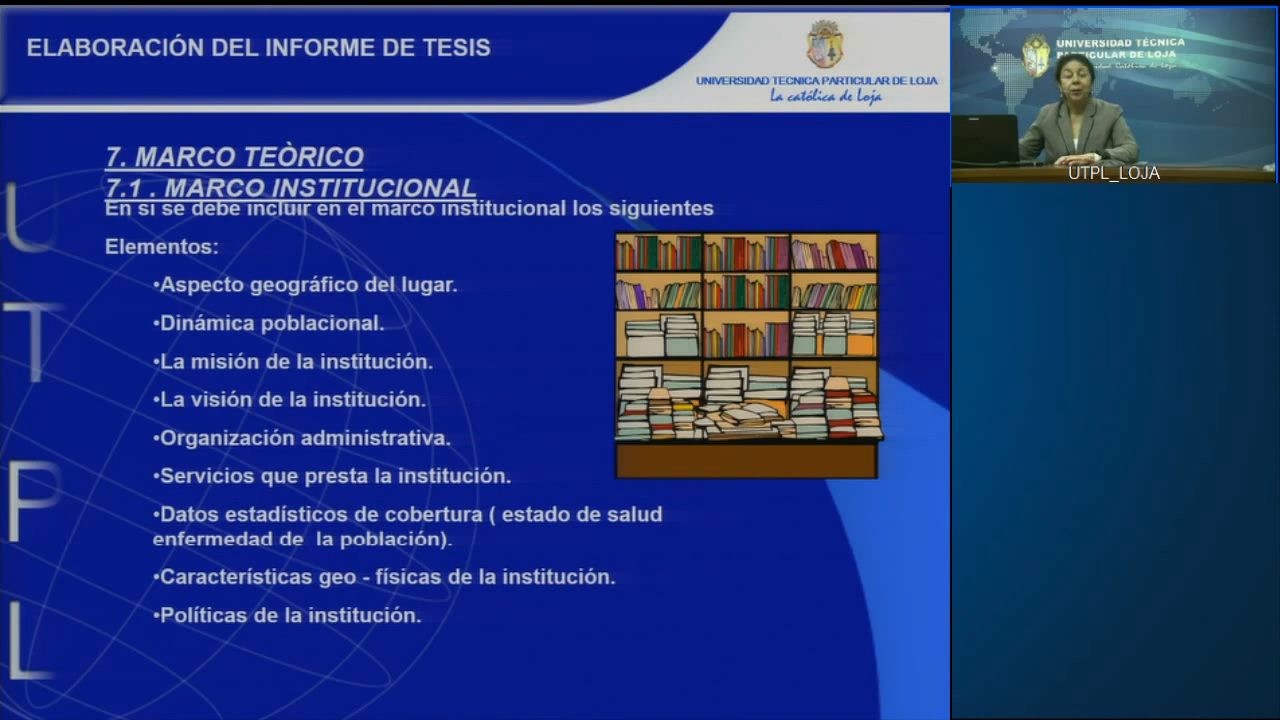 ELABORACIÓN DEL INFORME DE TESIS
UNIVERSIDAD TECNICA PARTICULAR DE LOJA
La católica de Loja
7. MARCO TEÒRICO
7.1 . MARCO INSTITUCIONAL
En sí se debe incluir en el marco institucional los siguientes
Elementos:
•Aspecto geográfico del lugar.
•Dinámica poblacional.
•La misión de la institución.
•La visión de la institución.
•Organización administrativa.
•Servicios que presta la institución.
•Datos estadísticos de cobertura ( estado de salud
enfermedad de la población).
•Características geo - físicas de la institución.
•Políticas de la institución.
U
T
P
L
UNIVERSIDAD TÉCNICA
PARTICULAR DE LOJA
Católica de Loja
UTPL_LOJA